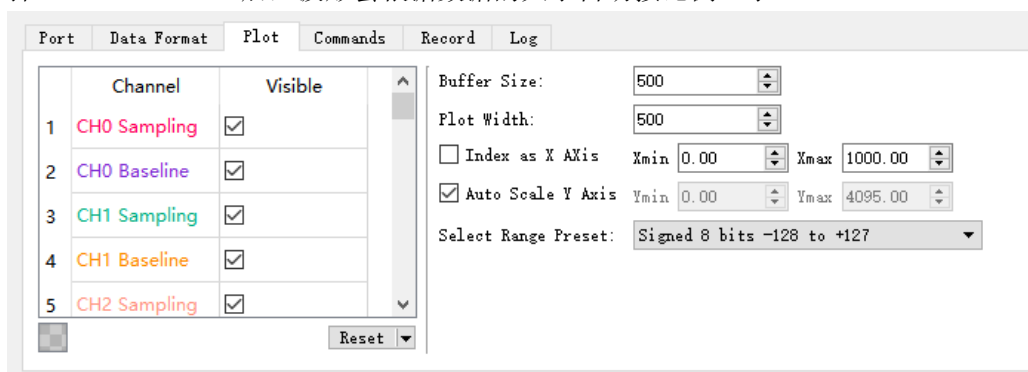 Port Data Format Plot Commands Record Log
Channel Visible
1 CH0 Sampling
2 CH0 Baseline
3 CH1 Sampling
4 CH1 Baseline
5 CH2 Sampling
Reset
Buffer Size: 500
Plot Width: 500
Index as X AXis Xmin 0.00 Xmax 1000.00
Auto Scale Y Axis Ymin 0.00 Ymax 4095.00
Select Range Preset: Signed 8 bits -128 to +127